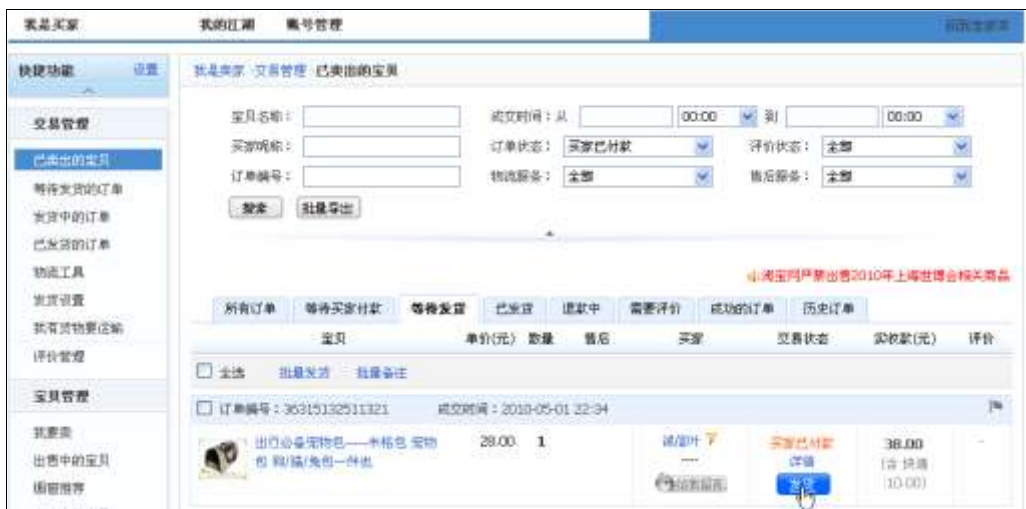 我是买家 我的江湖 账号管理
快捷功能 设置
我是卖家 交易管理 已卖出的宝贝
宝贝名称： 成交时间：从 00:00 到 00:00
交易管理
买家昵称： 订单状态： 买家已付款 评价状态： 全部
已卖出的宝贝
订单编号： 物流服务： 全部 售后服务： 全部
等待发货的订单
搜索 批量导出
发货中的订单
已发货的订单
物流工具
淘宝网严禁出售2010年上海世博会相关商品
发货设置
所有订单 等待买家付款 等待发货 已发货 退款中 需要评价 成功的订单 历史订单
我有货物要运输
宝贝 单价(元) 数量 售后 买家 交易状态 实收款(元) 评价
评价管理
全选 批量发货 批量备注
宝贝管理
订单编号：36315132511321 成交时间：2010-05-01 22:34
我要卖
出行必备宠物包----米格包 宠物 28.00 1 买家已付款 38.00 -
出售中的宝贝
包 狗/猫/兔包一件也 详情 (含 快递
橱窗推荐
发货 10.00)